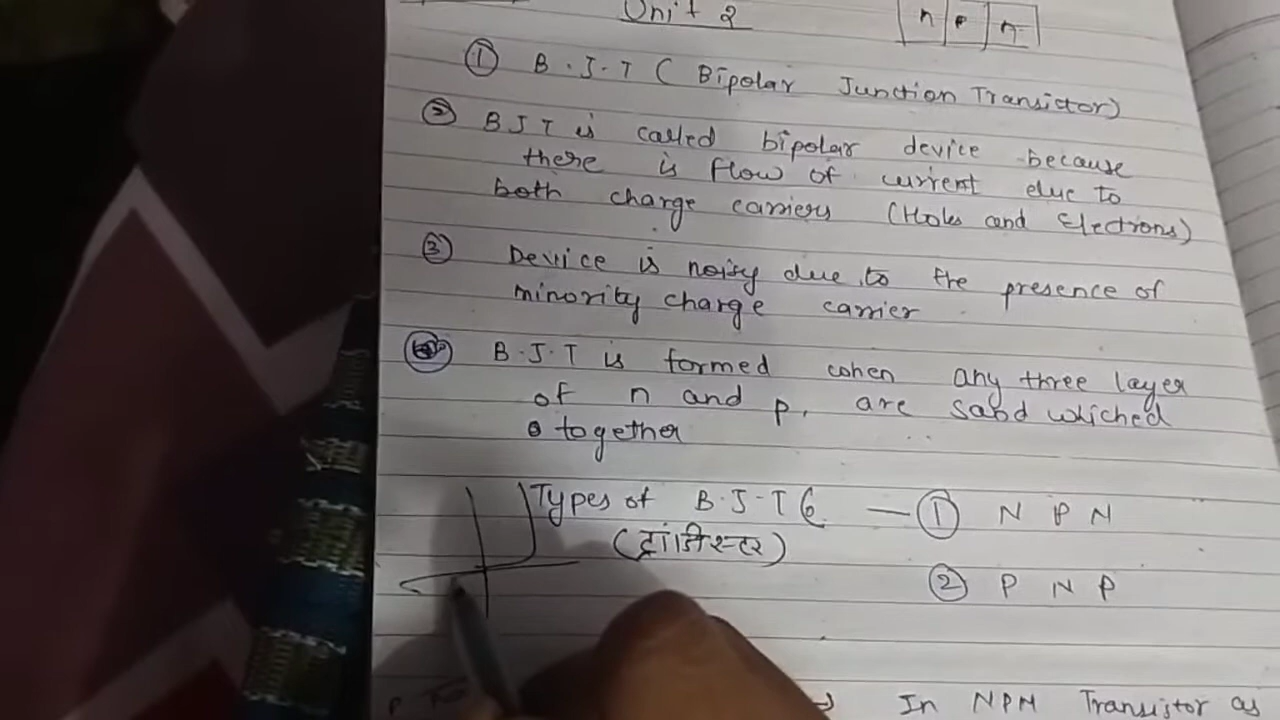 Unit 2
n p n
① B.J.T ( Bipolar Junction Transictor)
② BJT is called bipolar device because
there is flow of current due to
both charge carriers (Holes and Electrons)
③ Device is noisy due to the presence of
minority charge carrier
B.J.T is formed when any three layer
of n and p, are sabd wiched
together
Types of B.J.T ( — ① N P N
(ट्रांजिस्टर)
② P N P
→ In NPN Transistor as